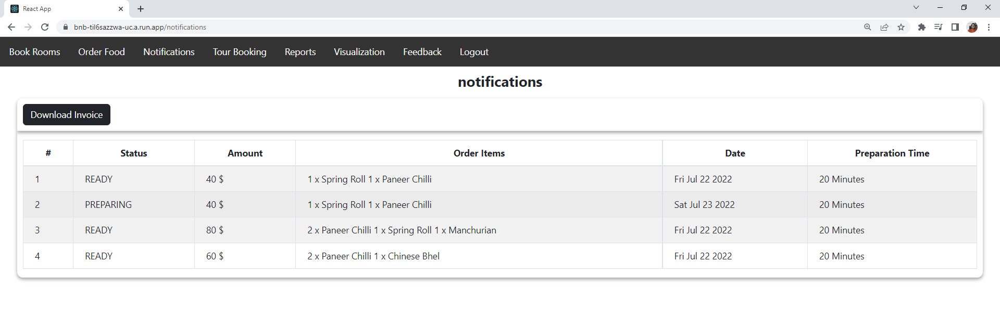 React App
bnb-til6sazzwa-uc.a.run.app/notifications
Book Rooms Order Food Notifications Tour Booking Reports Visualization Feedback Logout
notifications
Download Invoice
# Status Amount Order Items Date Preparation Time
1 READY 40 $ 1 x Spring Roll 1 x Paneer Chilli Fri Jul 22 2022 20 Minutes
2 PREPARING 40 $ 1 x Spring Roll 1 x Paneer Chilli Sat Jul 23 2022 20 Minutes
3 READY 80 $ 2 x Paneer Chilli 1 x Spring Roll 1 x Manchurian Fri Jul 22 2022 20 Minutes
4 READY 60 $ 2 x Paneer Chilli 1 x Chinese Bhel Fri Jul 22 2022 20 Minutes